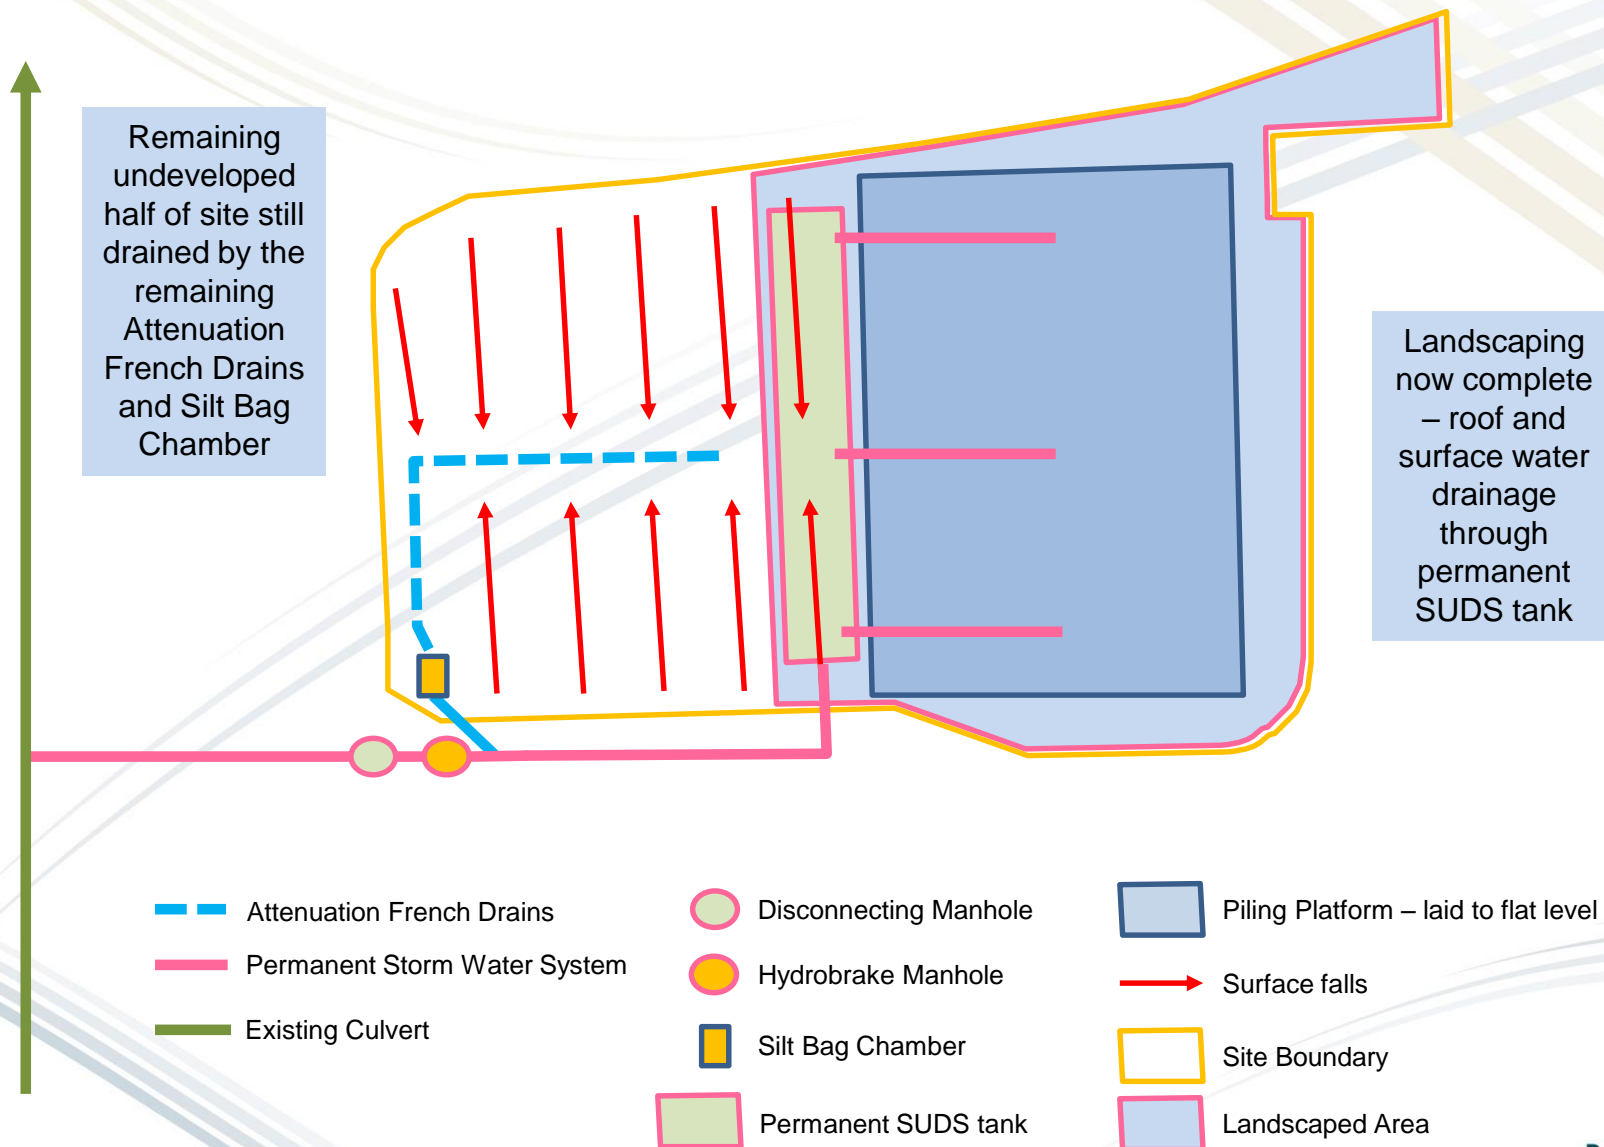 Remaining
undeveloped
half of site still
drained by the
remaining
Attenuation
French Drains
and Silt Bag
Chamber
Landscaping
now complete
– roof and
surface water
drainage
through
permanent
SUDS tank
Attenuation French Drains
Permanent Storm Water System
Existing Culvert
Disconnecting Manhole
Hydrobrake Manhole
Silt Bag Chamber
Permanent SUDS tank
Piling Platform – laid to flat level
Surface falls
Site Boundary
Landscaped Area